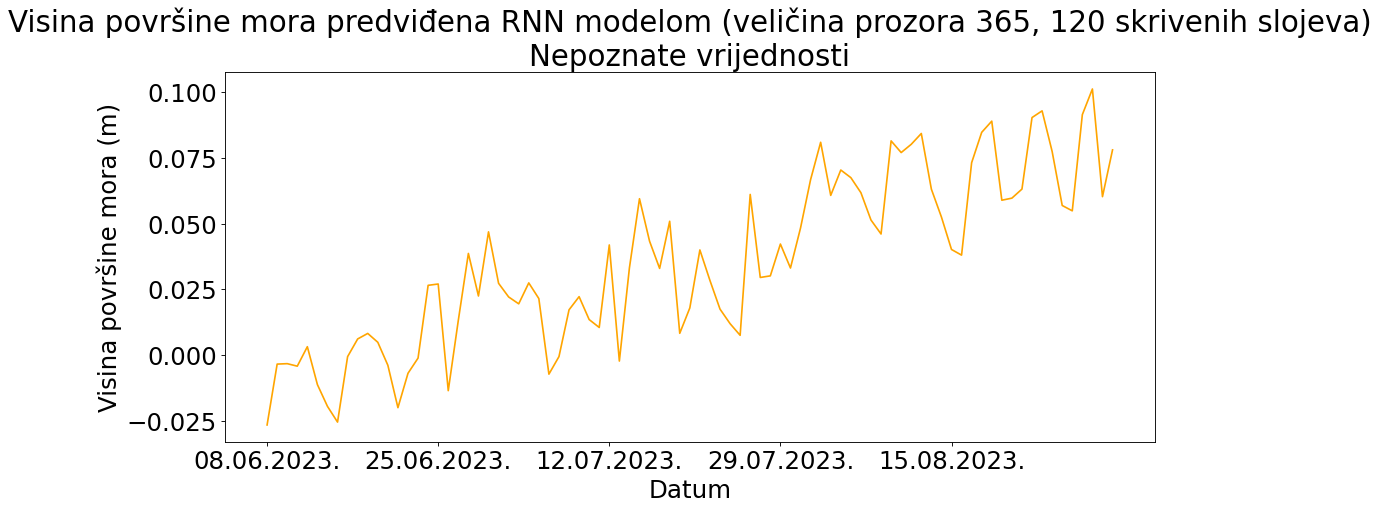 Visina površine mora predviđena RNN modelom (veličina prozora 365, 120 skrivenih slojeva)
Nepoznate vrijednosti
Visina površine mora (m)
0.100
0.075
0.050
0.025
0.000
−0.025
08.06.2023. 25.06.2023. 12.07.2023. 29.07.2023. 15.08.2023.
Datum